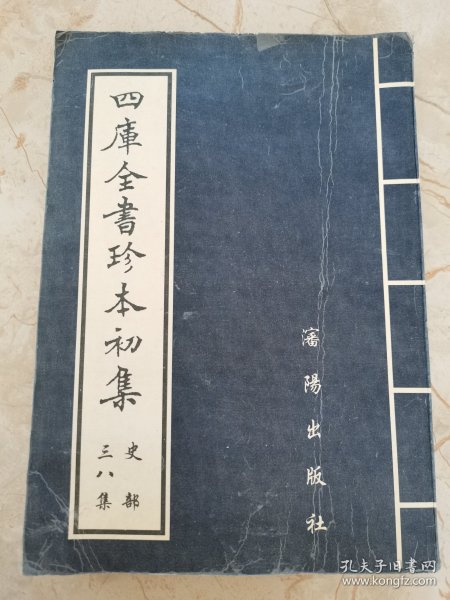 四庫全書珍本初集
史部
三八集
瀋陽出版社
孔夫子旧书网
www.kongfz.com